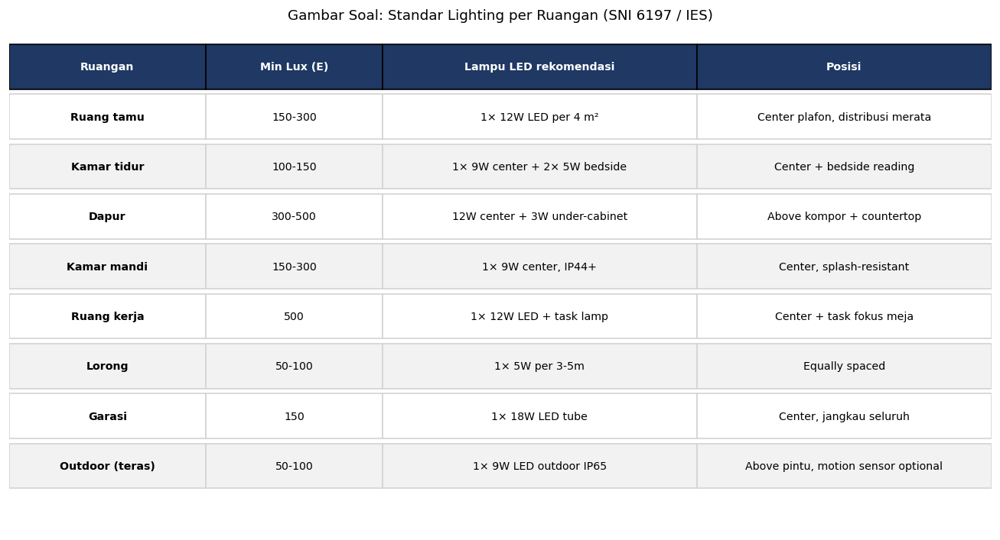 Gambar Soal: Standar Lighting per Ruangan (SNI 6197 / IES)
Ruangan Min Lux (E) Lampu LED rekomendasi Posisi
Ruang tamu 150-300 1× 12W LED per 4 m² Center plafon, distribusi merata
Kamar tidur 100-150 1× 9W center + 2× 5W bedside Center + bedside reading
Dapur 300-500 12W center + 3W under-cabinet Above kompor + countertop
Kamar mandi 150-300 1× 9W center, IP44+ Center, splash-resistant
Ruang kerja 500 1× 12W LED + task lamp Center + task fokus meja
Lorong 50-100 1× 5W per 3-5m Equally spaced
Garasi 150 1× 18W LED tube Center, jangkau seluruh
Outdoor (teras) 50-100 1× 9W LED outdoor IP65 Above pintu, motion sensor optional